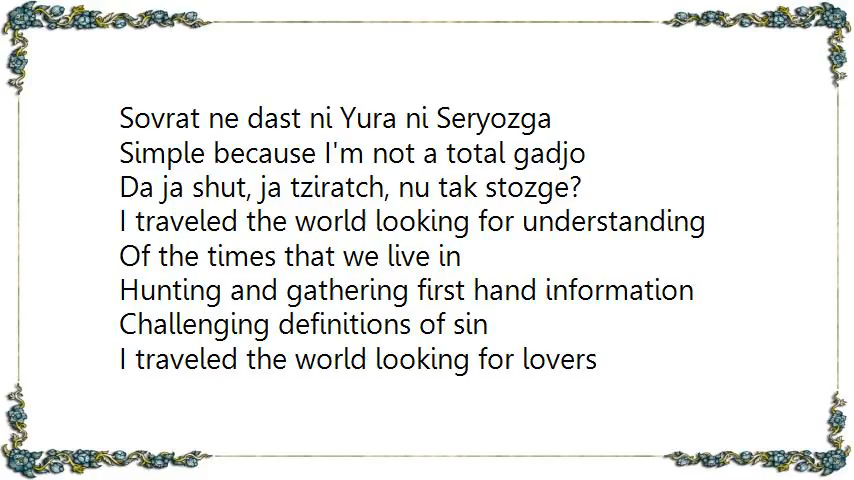 Sovrat ne dast ni Yura ni Seryozga
Simple because I'm not a total gadjo
Da ja shut, ja tziratch, nu tak stozge?
I traveled the world looking for understanding
Of the times that we live in
Hunting and gathering first hand information
Challenging definitions of sin
I traveled the world looking for lovers